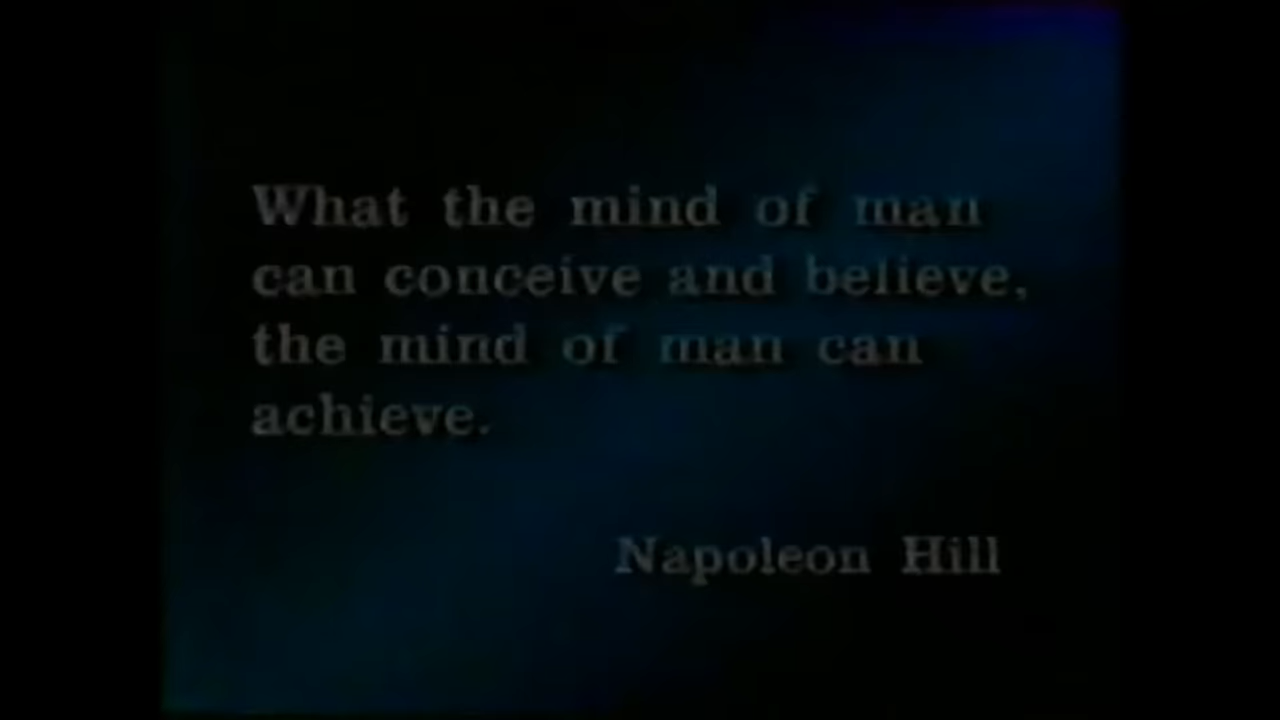 What the mind of man
can conceive and believe,
the mind of man can
achieve.
Napoleon Hill